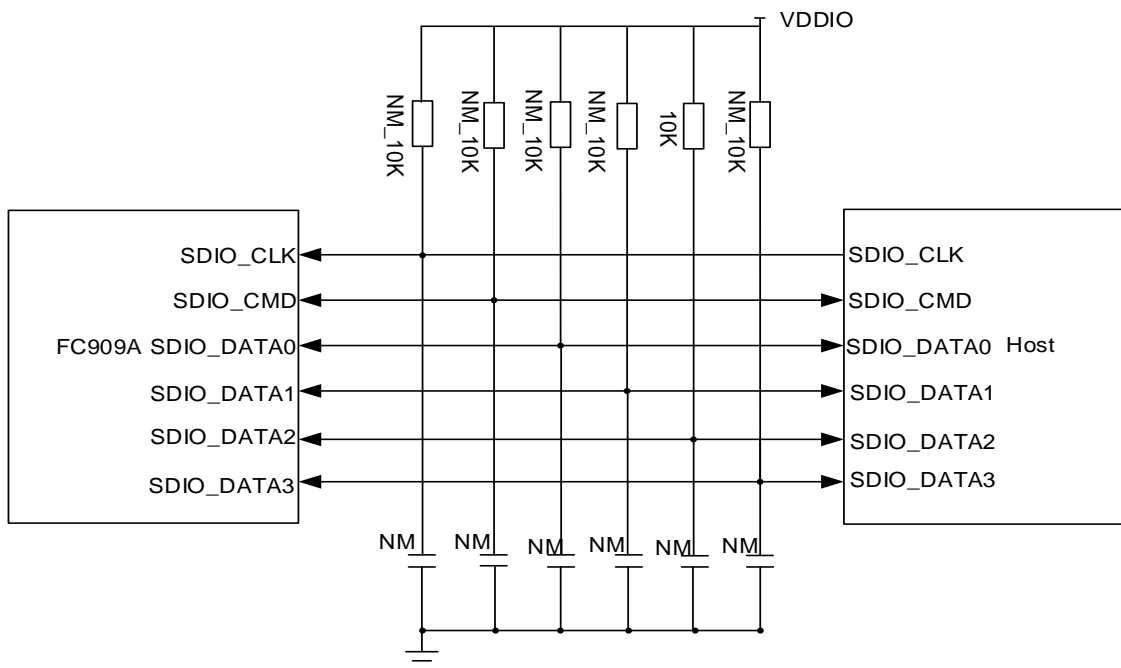 VDDIO
NM_10K
NM_10K
NM_10K
NM_10K
10K
NM_10K
SDIO_CLK
SDIO_CLK
SDIO_CMD
SDIO_CMD
FC909A SDIO_DATA0
SDIO_DATA0 Host
SDIO_DATA1
SDIO_DATA1
SDIO_DATA2
SDIO_DATA2
SDIO_DATA3
SDIO_DATA3
NM
NM
NM
NM
NM
NM